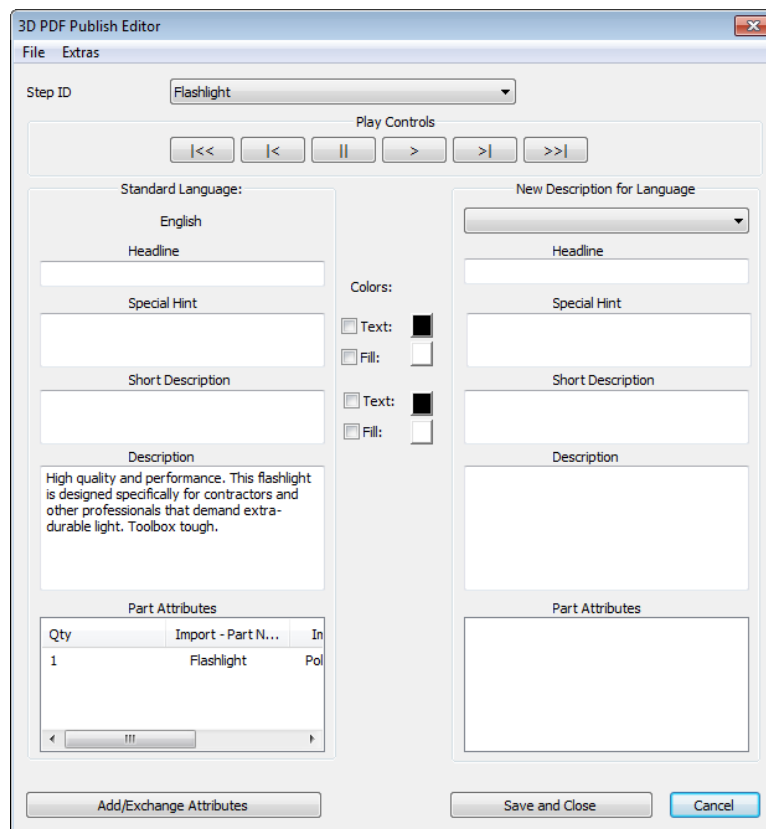 3D PDF Publish Editor
File Extras
Step ID Flashlight
Play Controls
|<< |< || > >| >>|
Standard Language:
English
Headline
Special Hint
Short Description
Description
High quality and performance. This flashlight
is designed specifically for contractors and
other professionals that demand extra-
durable light. Toolbox tough.
Part Attributes
Qty Import - Part N... In
1 Flashlight Pol
Colors:
Text:
Fill:
Text:
Fill:
New Description for Language
Headline
Special Hint
Short Description
Description
Part Attributes
Add/Exchange Attributes Save and Close Cancel